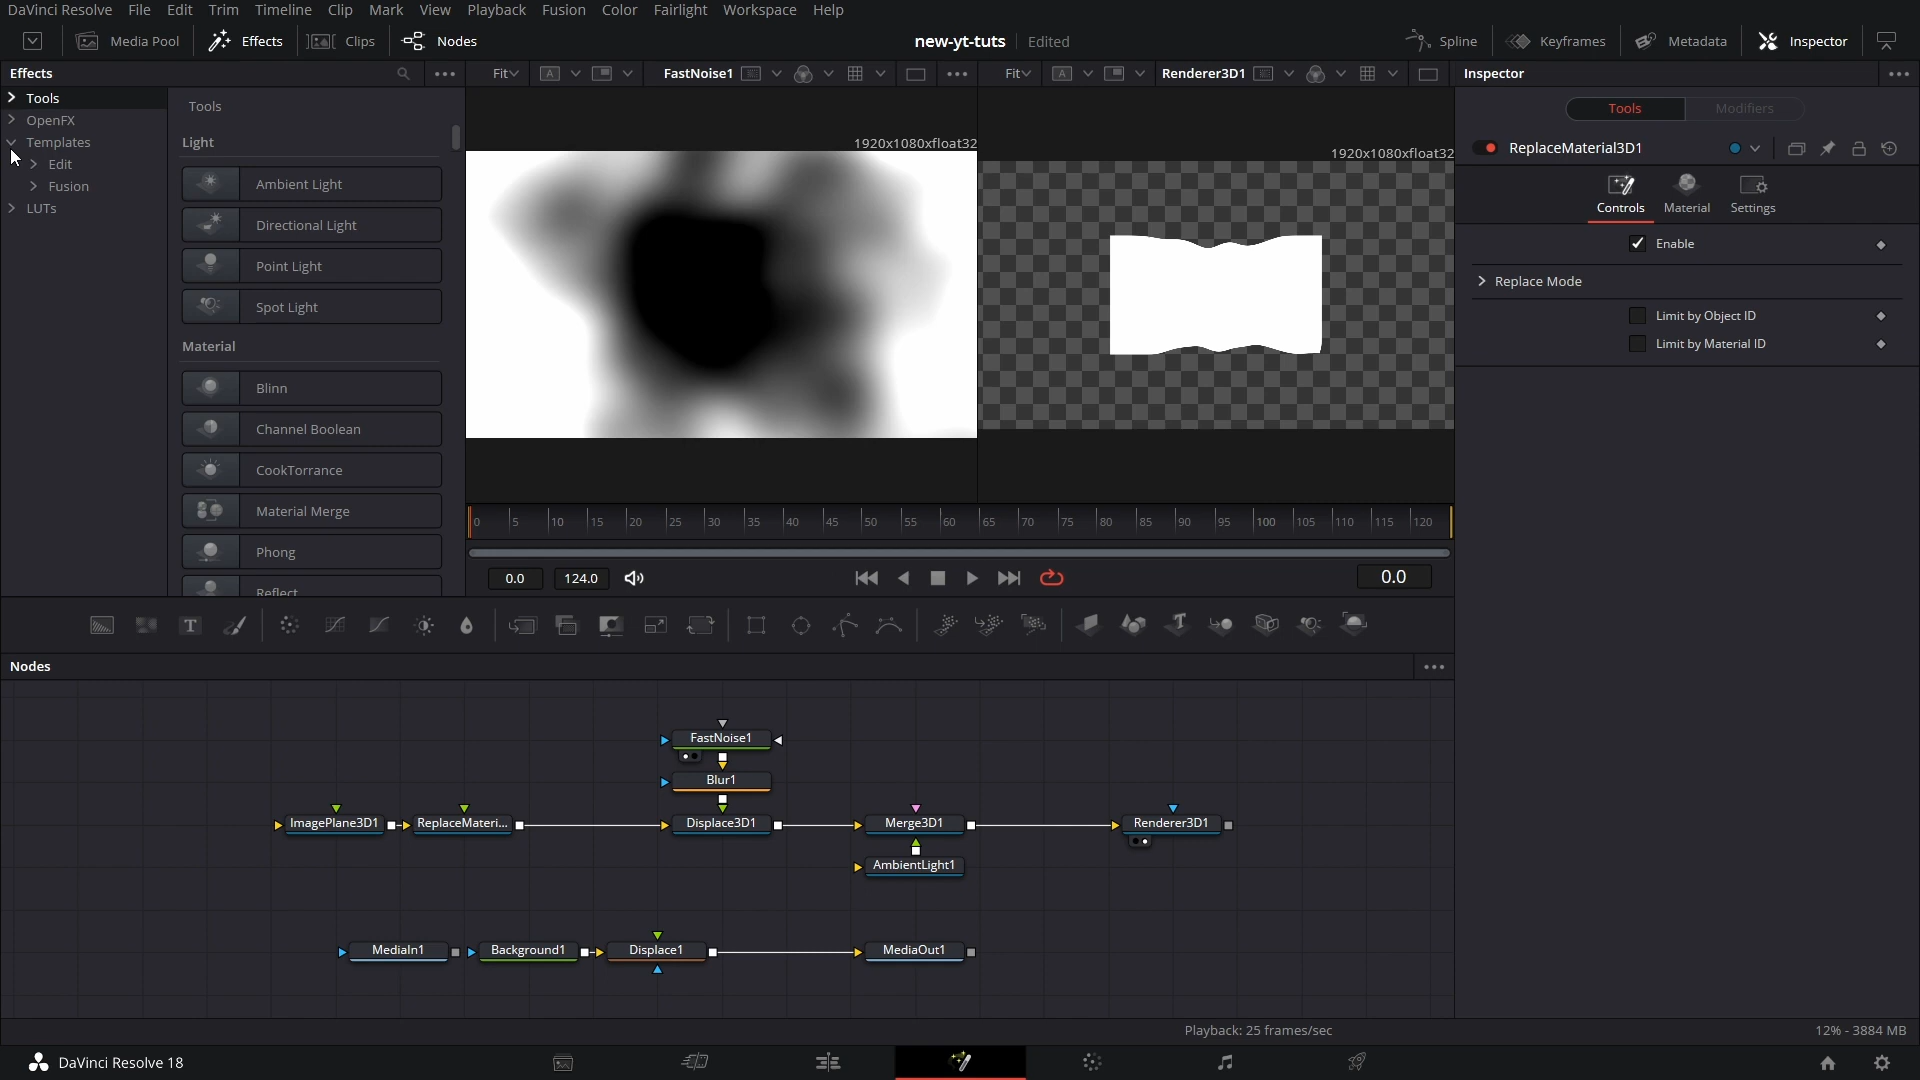 DaVinci Resolve File Edit Trim Timeline Clip Mark View Playback Fusion Color Fairlight Workspace Help
Media Pool Effects Clips Nodes new-yt-tuts Edited Spline Keyframes Metadata Inspector
Effects Fit A FastNoise1 Fit A Renderer3D1 Inspector
Tools
OpenFX
Templates
Edit
Fusion
LUTs
Tools
Light
Ambient Light
Directional Light
Point Light
Spot Light
Material
Blinn
Channel Boolean
CookTorrance
Material Merge
Phong
Reflect
1920x1080xfloat32
1920x1080xfloat32
Tools Modifiers
ReplaceMaterial3D1
Controls Material Settings
Enable
Replace Mode
Limit by Object ID
Limit by Material ID
0 5 10 15 20 25 30 35 40 45 50 55 60 65 70 75 80 85 90 95 100 105 110 115 120
0.0 124.0 0.0
T T
Nodes
FastNoise1
Blur1
ImagePlane3D1 ReplaceMateri... Displace3D1 Merge3D1 Renderer3D1
AmbientLight1
MediaIn1 Background1 Displace1 MediaOut1
Playback: 25 frames/sec 12% - 3884 MB
DaVinci Resolve 18